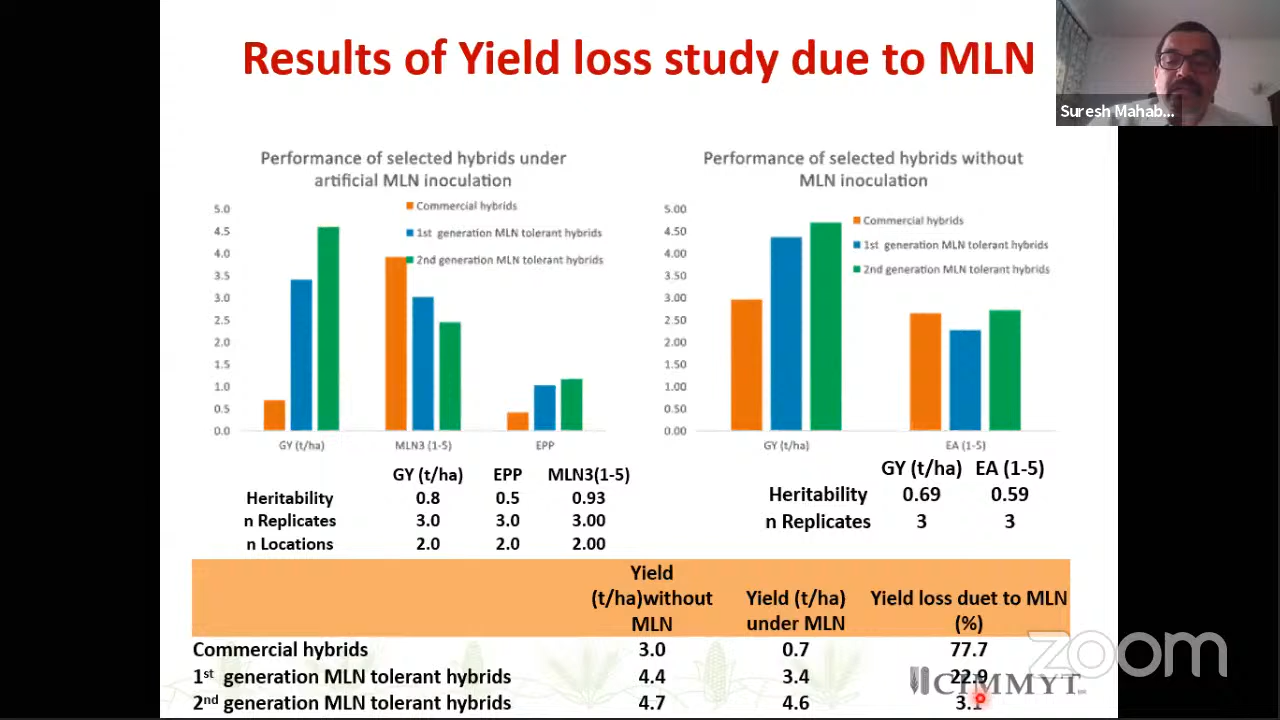 Results of Yield loss study due to MLN
Suresh Mahab...
Performance of selected hybrids under
artificial MLN inoculation
5.0
4.5
4.0
3.5
3.0
2.5
2.0
1.5
1.0
0.5
0.0
Commercial hybrids
1st generation MLN tolerant hybrids
2nd generation MLN tolerant hybrids
GY (t/ha) MLN3 (1-5) EPP
Performance of selected hybrids without
MLN inoculation
5.00
4.50
4.00
3.50
3.00
2.50
2.00
1.50
1.00
0.50
0.00
Commercial hybrids
1st generation MLN tolerant hybrids
2nd generation MLN tolerant hybrids
GY (t/ha) EA (1-5)
GY (t/ha) EPP MLN3(1-5)
Heritability 0.8 0.5 0.93
n Replicates 3.0 3.0 3.00
n Locations 2.0 2.0 2.00
GY (t/ha) EA (1-5)
Heritability 0.69 0.59
n Replicates 3 3
Yield
(t/ha)without Yield (t/ha) Yield loss duet to MLN
MLN under MLN (%)
Commercial hybrids 3.0 0.7 77.7
1st generation MLN tolerant hybrids 4.4 3.4 22.9
2nd generation MLN tolerant hybrids 4.7 4.6 3.1
CIMMYT
zoom